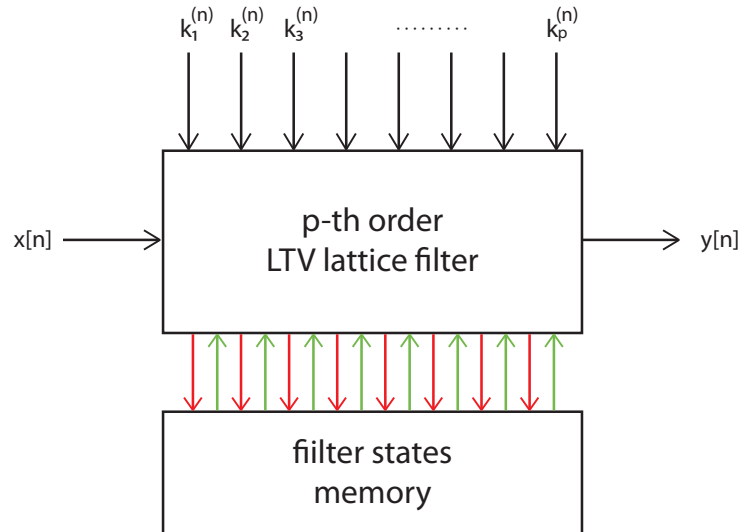 k₁⁽ⁿ⁾ k₂⁽ⁿ⁾ k₃⁽ⁿ⁾ ......... kₚ⁽ⁿ⁾
x[n]
p-th order
LTV lattice filter
y[n]
fiilter states
memory